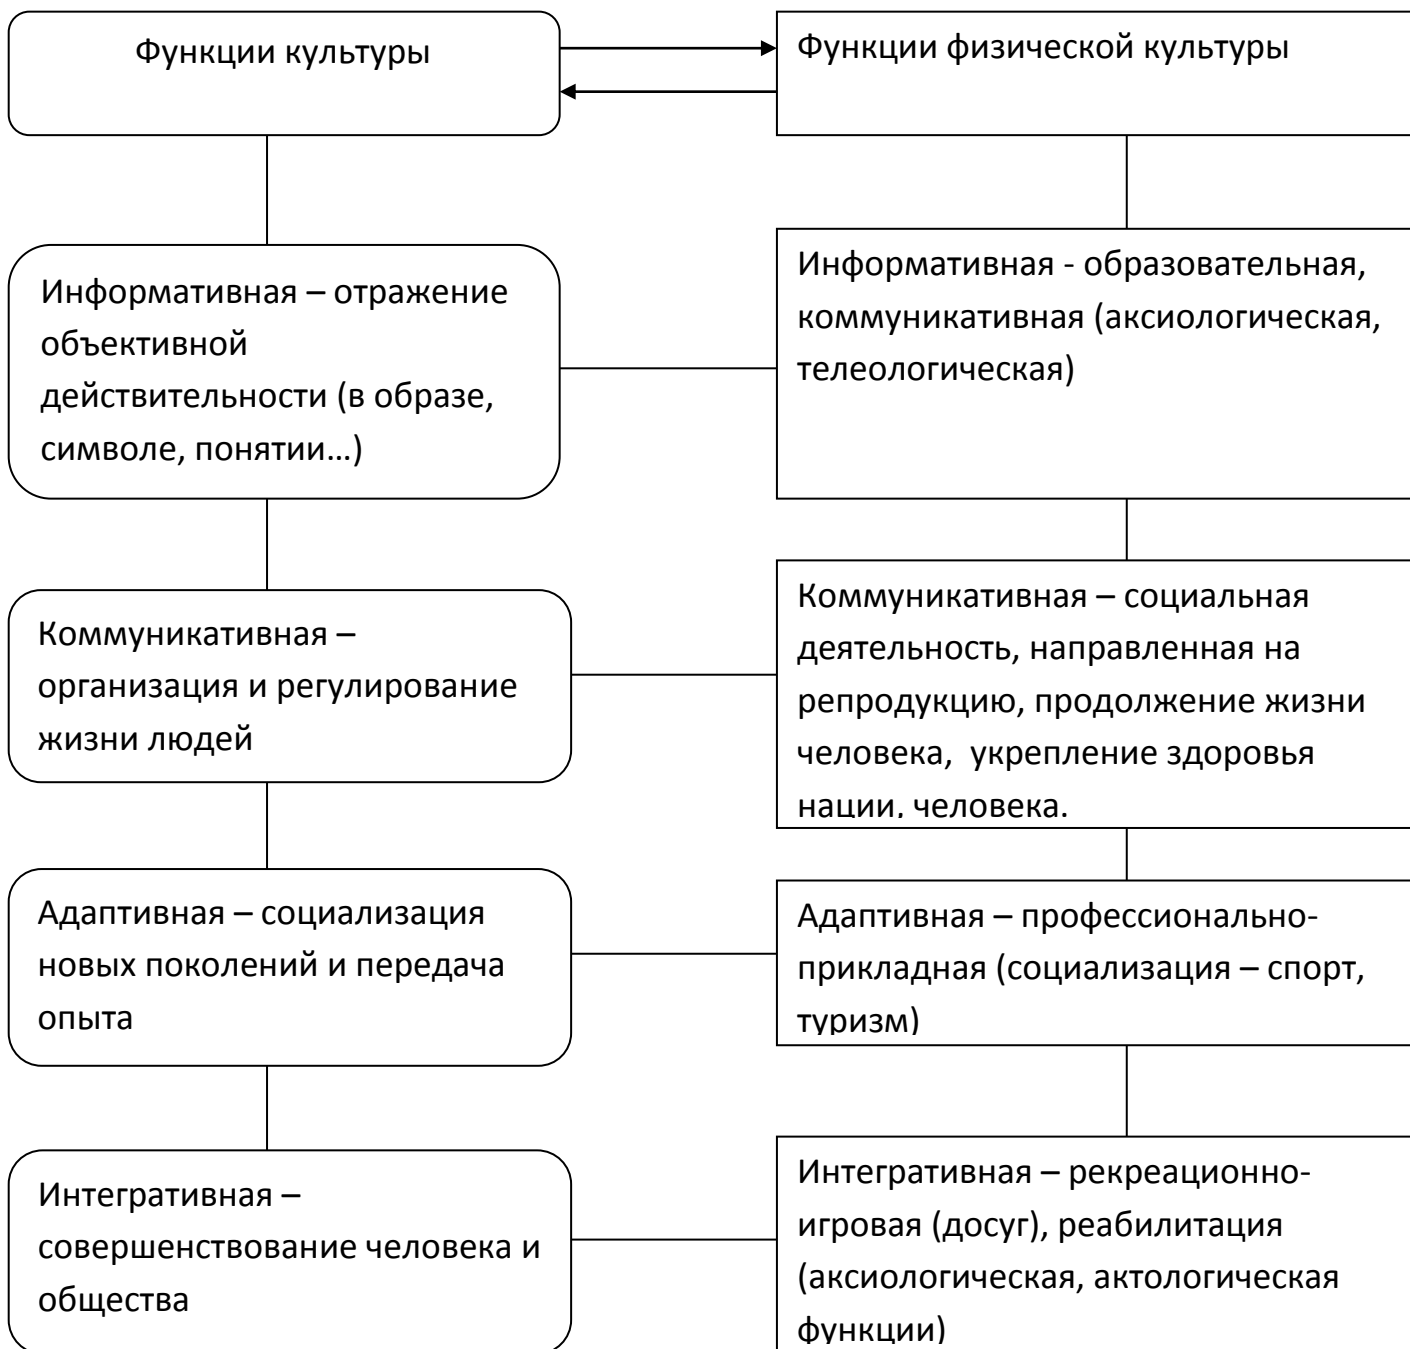 Функции культуры
Функции физической культуры
Информативная – отражение
объективной
действительности (в образе,
символе, понятии…)
Информативная - образовательная,
коммуникативная (аксиологическая,
телеологическая)
Коммуникативная –
организация и регулирование
жизни людей
Коммуникативная – социальная
деятельность, направленная на
репродукцию, продолжение жизни
человека,  укрепление здоровья
нации, человека.
Адаптивная – социализация
новых поколений и передача
опыта
Адаптивная – профессионально-
прикладная (социализация – спорт,
туризм)
Интегративная –
совершенствование человека и
общества
Интегративная – рекреационно-
игровая (досуг), реабилитация
(аксиологическая, актологическая
функции)